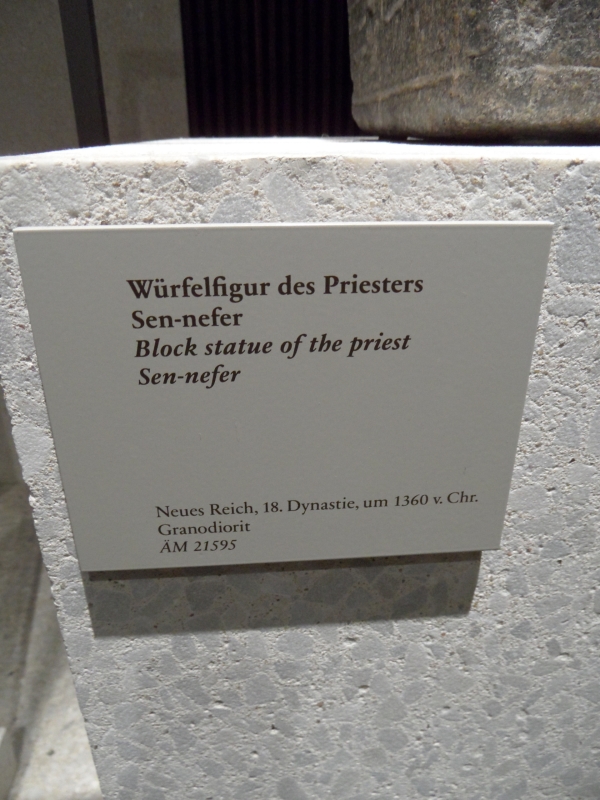 Würfelfigur des Priesters
Sen-nefer
Block statue of the priest
Sen-nefer
Neues Reich, 18. Dynastie, um 1360 v. Chr.
Granodiorit
ÄM 21595